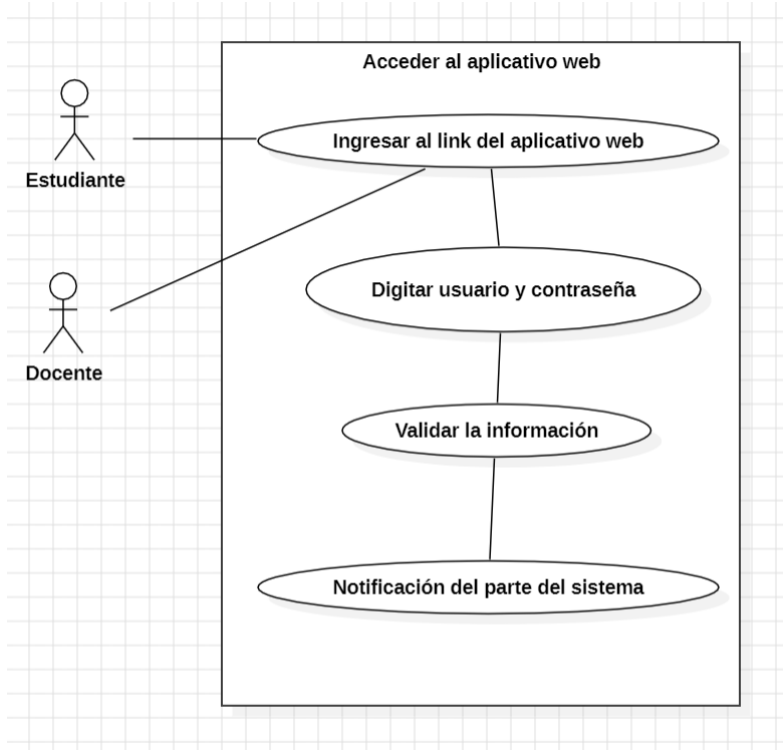 Acceder al aplicativo web
Ingresar al link del aplicativo web
Estudiante
Digitar usuario y contraseña
Docente
Validar la información
Notificación del parte del sistema